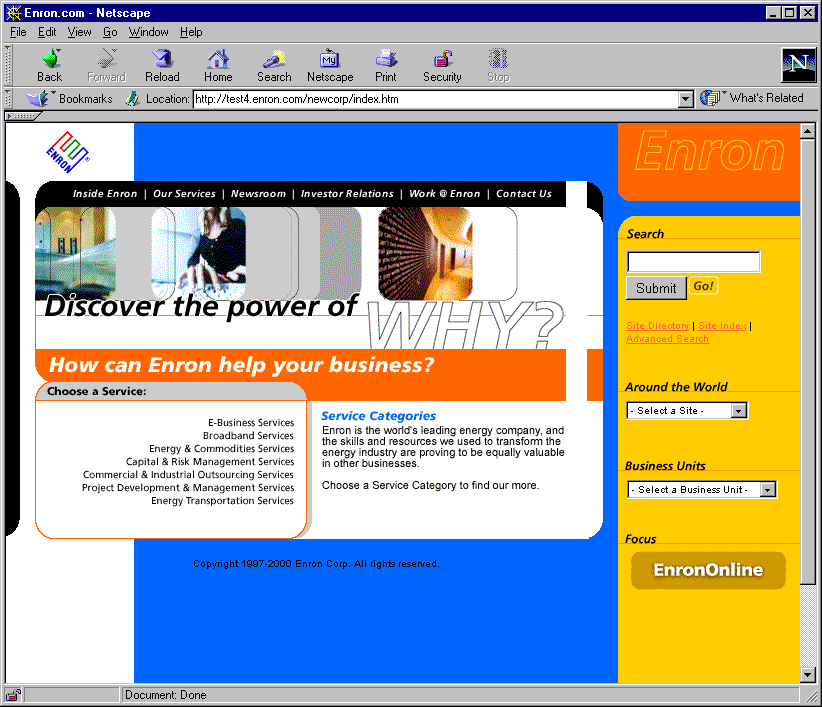 Enron.com - Netscape
File Edit View Go Window Help
Back Forward Reload Home Search Netscape Print Security Stop
My
N
Bookmarks Location: http://test4.enron.com/newcorp/index.htm What's Related
ENRON®
Enron
Inside Enron | Our Services | Newsroom | Investor Relations | Work @ Enron | Contact Us
Discover the power of
WHY?
How can Enron help your business?
Choose a Service:
E-Business Services
Broadband Services
Energy & Commodities Services
Capital & Risk Management Services
Commercial & Industrial Outsourcing Services
Project Development & Management Services
Energy Transportation Services
Service Categories
Enron is the world's leading energy company, and
the skills and resources we used to transform the
energy industry are proving to be equally valuable
in other businesses.
Choose a Service Category to find our more.
Search
Submit Go!
Site Directory | Site Index |
Advanced Search
Around the World
- Select a Site -
Business Units
- Select a Business Unit -
Focus
EnronOnline
Copyright 1997-2000 Enron Corp. All rights reserved.
Document: Done